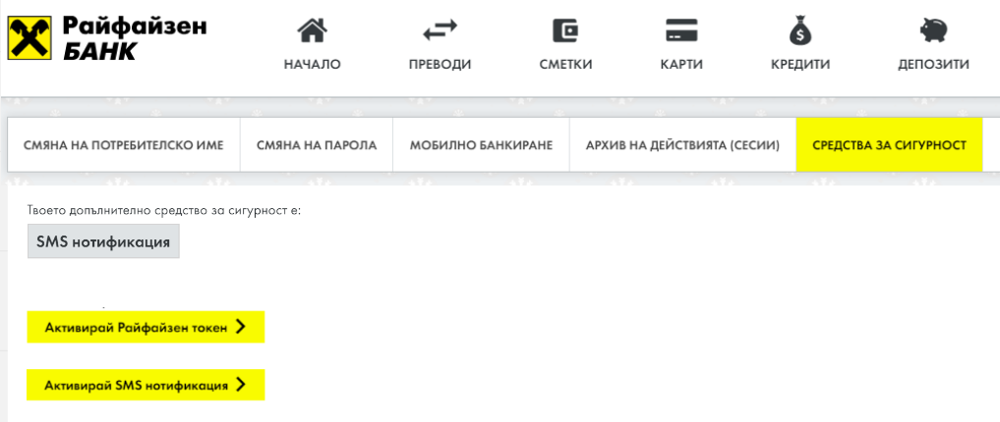 Райфайзен
БАНК
НАЧАЛО
ПРЕВОДИ
СМЕТКИ
КАРТИ
КРЕДИТИ
ДЕПОЗИТИ
СМЯНА НА ПОТРЕБИТЕЛСКО ИМЕ
СМЯНА НА ПАРОЛА
МОБИЛНО БАНКИРАНЕ
АРХИВ НА ДЕЙСТВИЯТА (СЕСИИ)
СРЕДСТВА ЗА СИГУРНОСТ
Твоето допълнително средство за сигурност е:
SMS нотификация
Активирай Райфайзен токен
Активирай SMS нотификация